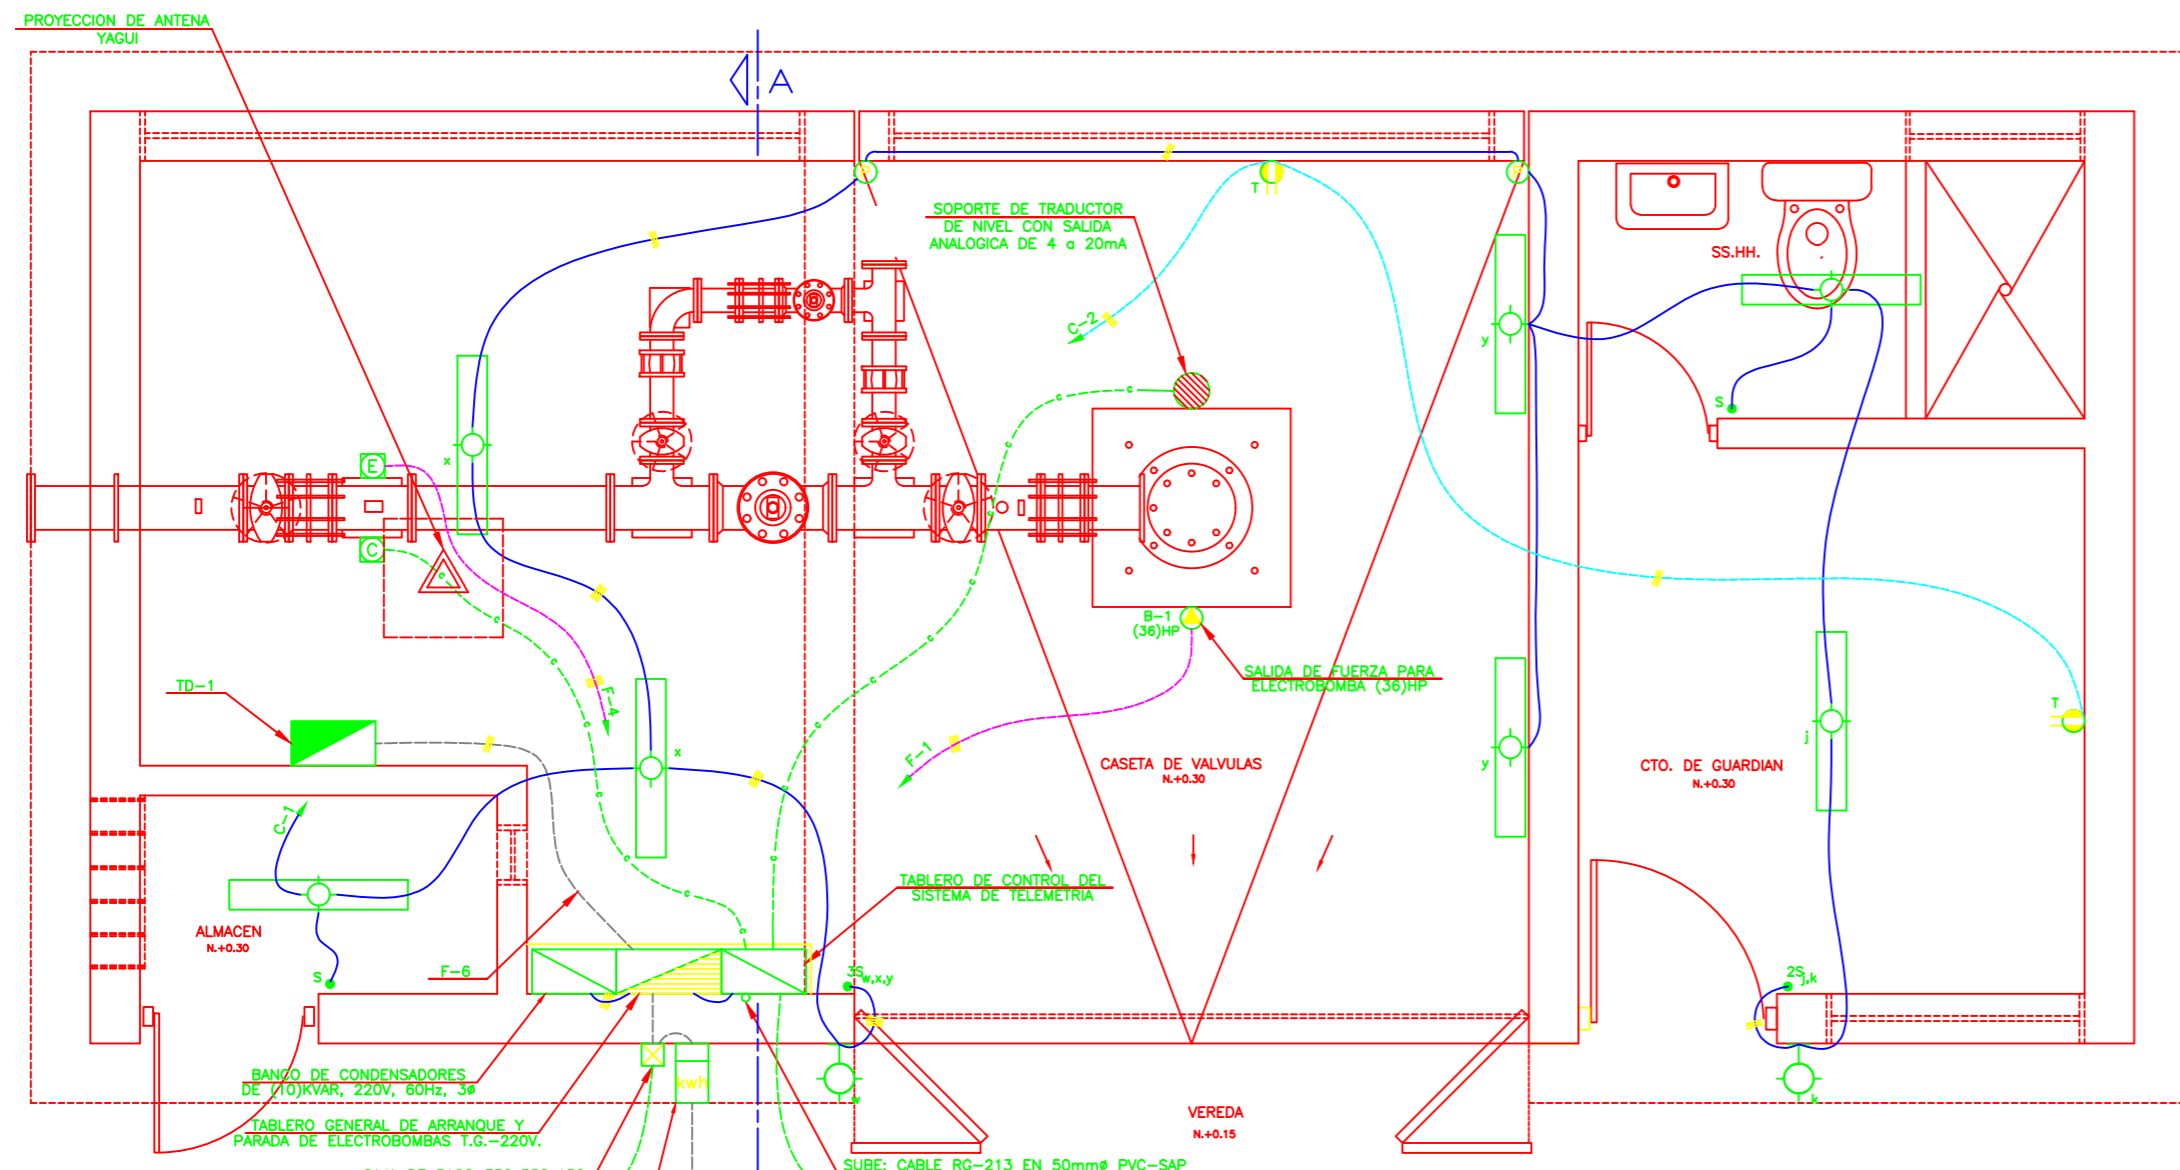 PROYECCION DE ANTENA
YAGUI
A
P
P
T
SOPORTE DE TRADUCTOR
DE NIVEL CON SALIDA
ANALOGICA DE 4 a 20mA
SS.HH.
C-2
y
S
x
E
C
B-1
(36)HP
SALIDA DE FUERZA PARA
ELECTROBOMBA (36)HP
TD-1
F-4
T
x
F-1
CASETA DE VALVULAS
N.+0.30
y
j
CTO. DE GUARDIAN
N.+0.30
C-1
TABLERO DE CONTROL DEL
SISTEMA DE TELEMETRIA
ALMACEN
N.+0.30
F-6
S
3S w,x,y
2S j,k
BANCO DE CONDENSADORES
DE (10)KVAR, 220V, 60Hz, 3ø
kwh
w
k
TABLERO GENERAL DE ARRANQUE Y
PARADA DE ELECTROBOMBAS T.G.-220V.
VEREDA
N.+0.15
SUBE: CABLE RG-213 EN 50mmø PVC-SAP